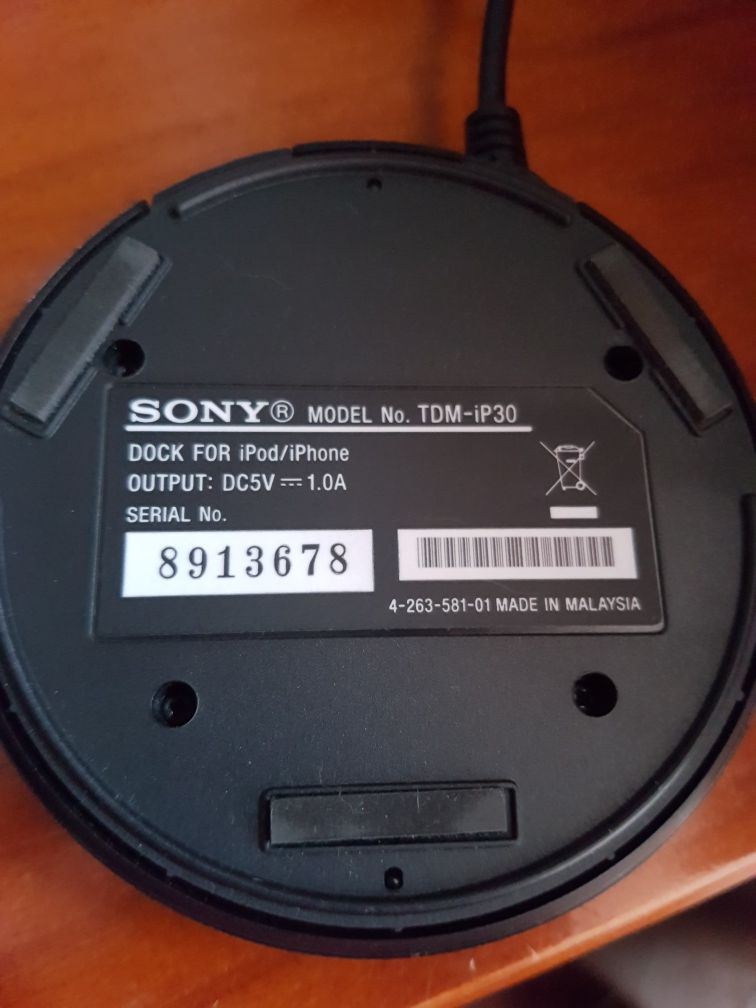 SONY® MODEL No. TDM-iP30
DOCK FOR iPod/iPhone
OUTPUT: DC5V ⎓ 1.0A
SERIAL No.
8913678
4-263-581-01 MADE IN MALAYSIA